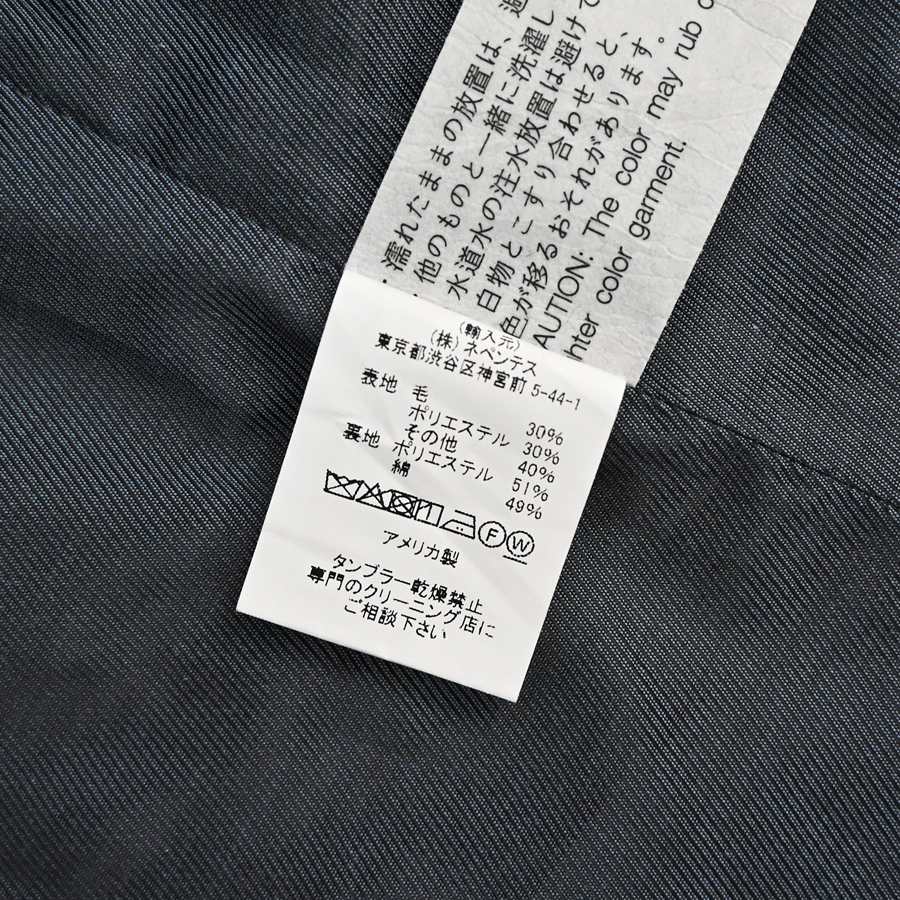 ・濡れたままの放置は、
・他のものと一緒に洗濯し
水道水の注水放置は避けて
白物とこすり合わせると、
色が移るおそれがあります。
AUTION: The color may rub
hter color garment.
(輸入元)
(株) ネペンテス
東京都渋谷区神宮前 5-44-1
表地 毛 30%
ポリエステル 30%
その他 40%
裏地 ポリエステル 51%
綿 49%
F W
アメリカ製
タンブラー乾燥禁止
専門のクリーニング店に
ご相談下さい